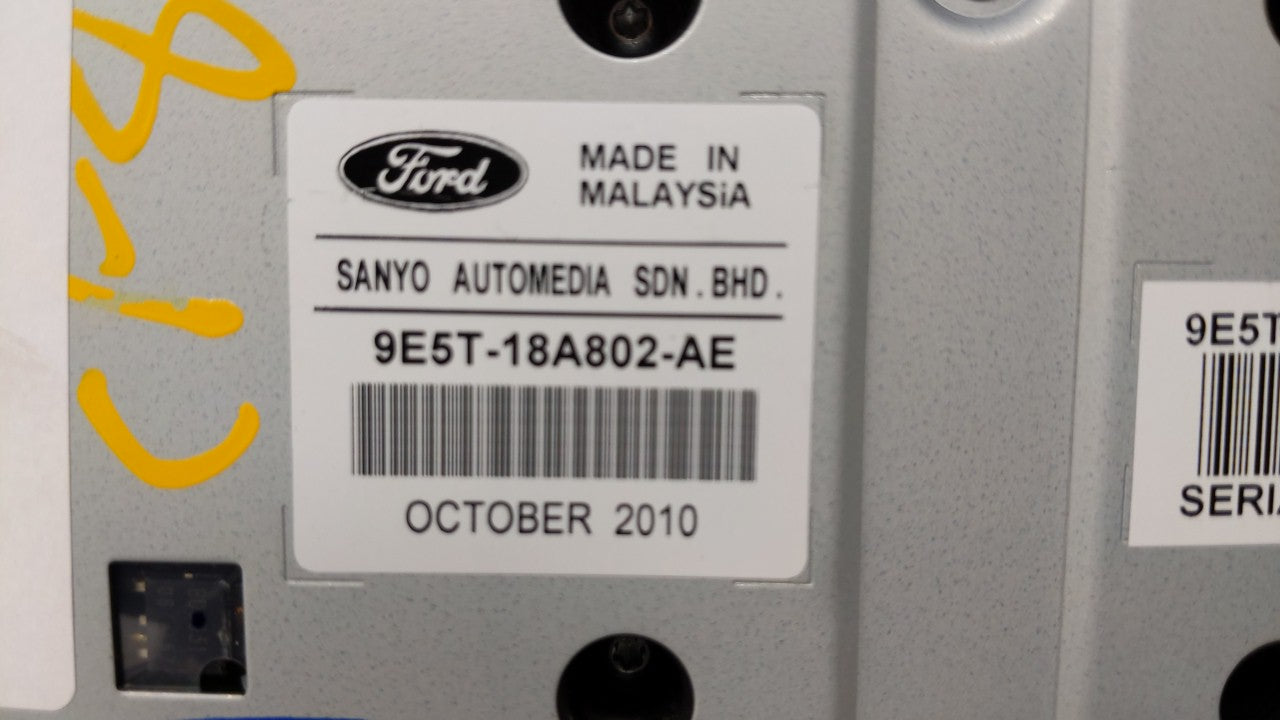 Ford
MADE IN
MALAYSiA
SANYO AUTOMEDIA SDN.BHD.
9E5T-18A802-AE
OCTOBER 2010
9E5T
SERI